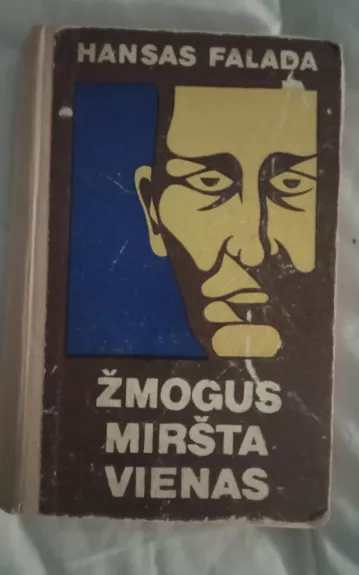 HANSAS FALADA
ŽMOGUS
MIRŠTA
VIENAS